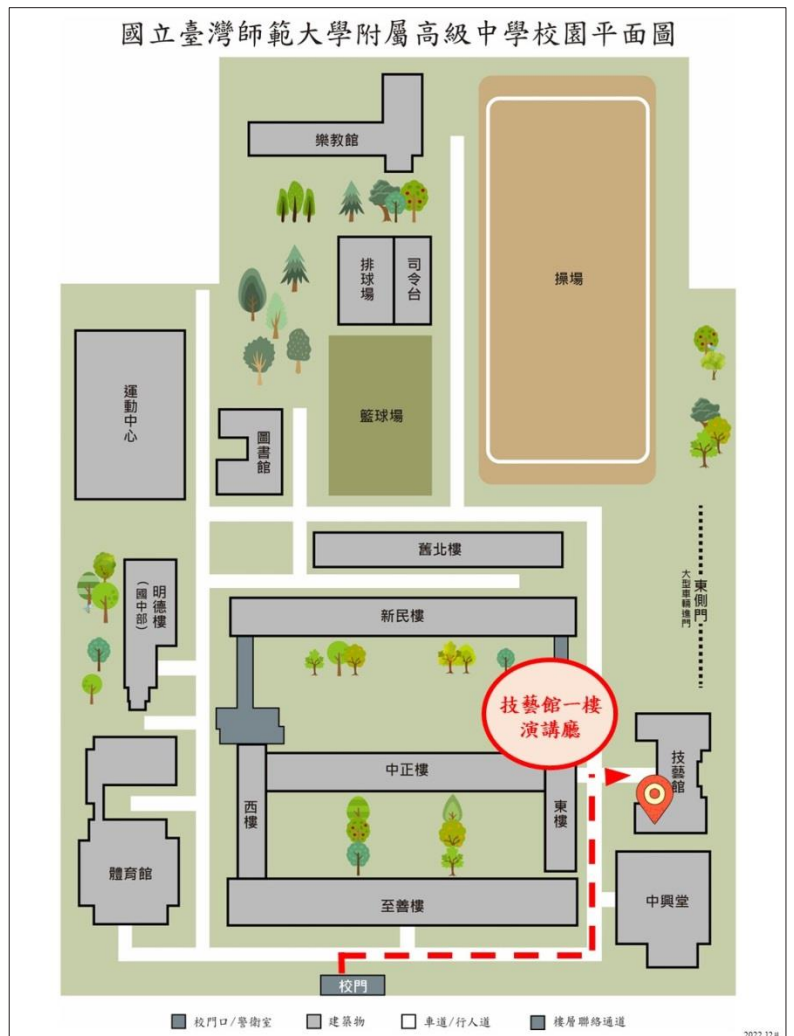 國立臺灣師範大學附屬高級中學校園平面圖
樂教館
排球場
司令台
操場
運動中心
圖書館
籃球場
舊北樓
明德樓
(國中部)
新民樓
東側門
大型車輛進門
技藝館一樓
演講廳
技藝館
中正樓
西樓
東樓
體育館
至善樓
中興堂
校門
校門口/警衛室
建築物
車道/行人道
樓層聯絡通道
2022.12製